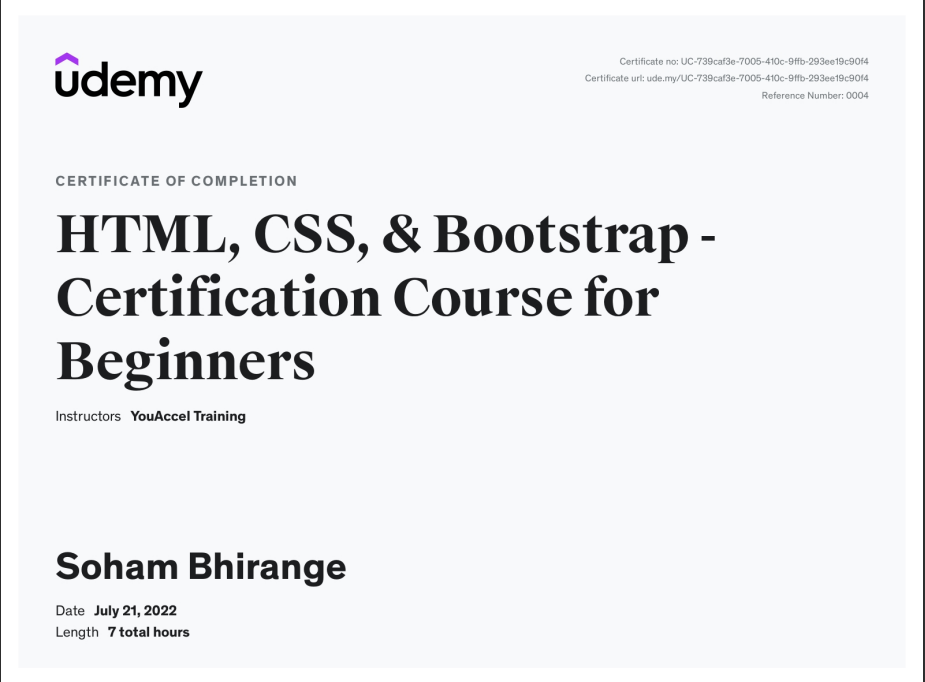 udemy
Certificate no: UC-739caf3e-7005-410c-9ffb-293ee19c90f4
Certificate url: ude.my/UC-739caf3e-7005-410c-9ffb-293ee19c90f4
Reference Number: 0004
CERTIFICATE OF COMPLETION
HTML, CSS, & Bootstrap -
Certification Course for
Beginners
Instructors YouAccel Training
Soham Bhirange
Date July 21, 2022
Length 7 total hours